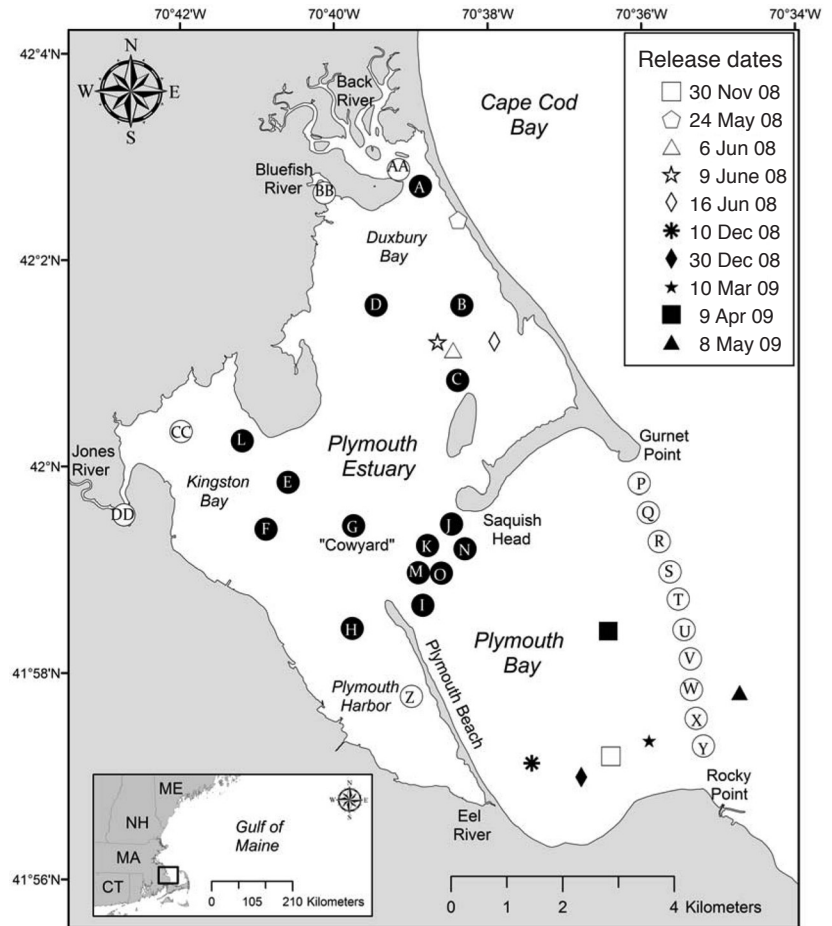 70°42'W 70°40'W 70°38'W 70°36'W 70°34'W
42°4'N
42°2'N
42°N
41°58'N
41°56'N
N
W E
S
Back
River
Cape Cod
Bay
Bluefish
River
AA
BB
A
Duxbury
Bay
D
B
C
CC
L
Jones
River
DD
Kingston
Bay
E
F
Plymouth
Estuary
G
"Cowyard"
J
K
N
M
O
I
H
Saquish
Head
Gurnet
Point
P
Q
R
S
T
U
V
W
X
Y
Plymouth
Bay
Plymouth Beach
Plymouth
Harbor
Z
Eel
River
Rocky
Point
Release dates
30 Nov 08
24 May 08
6 Jun 08
9 June 08
16 Jun 08
10 Dec 08
30 Dec 08
10 Mar 09
9 Apr 09
8 May 09
ME
NH
MA
CT
Gulf of
Maine
N
W E
S
0 105 210 Kilometers
0 1 2 4 Kilometers